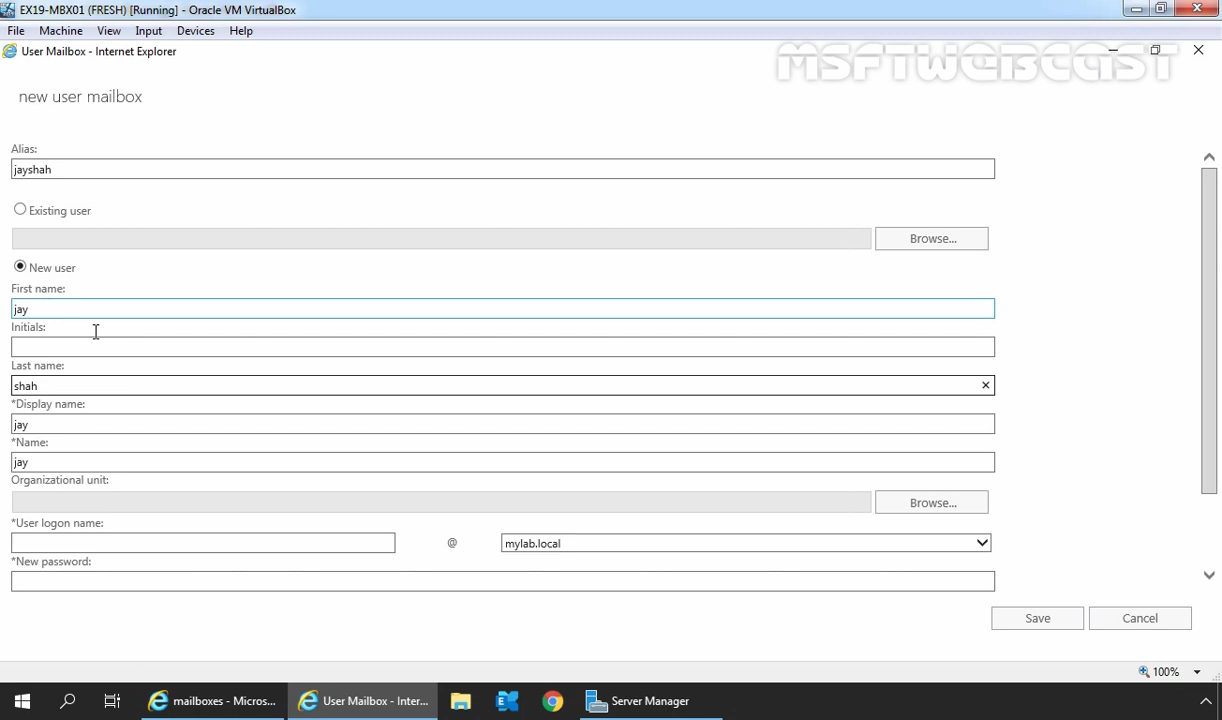 EX19-MBX01 (FRESH) [Running] - Oracle VM VirtualBox
File Machine View Input Devices Help
User Mailbox - Internet Explorer
MSFTWEBCAST
new user mailbox
Alias:
jayshah
Existing user
Browse...
New user
First name:
jay
Initials:
Last name:
shah
*Display name:
jay
*Name:
jay
Organizational unit:
Browse...
*User logon name:
@ mylab.local
*New password:
Save Cancel
100%
mailboxes - Micros... User Mailbox - Inter... Server Manager